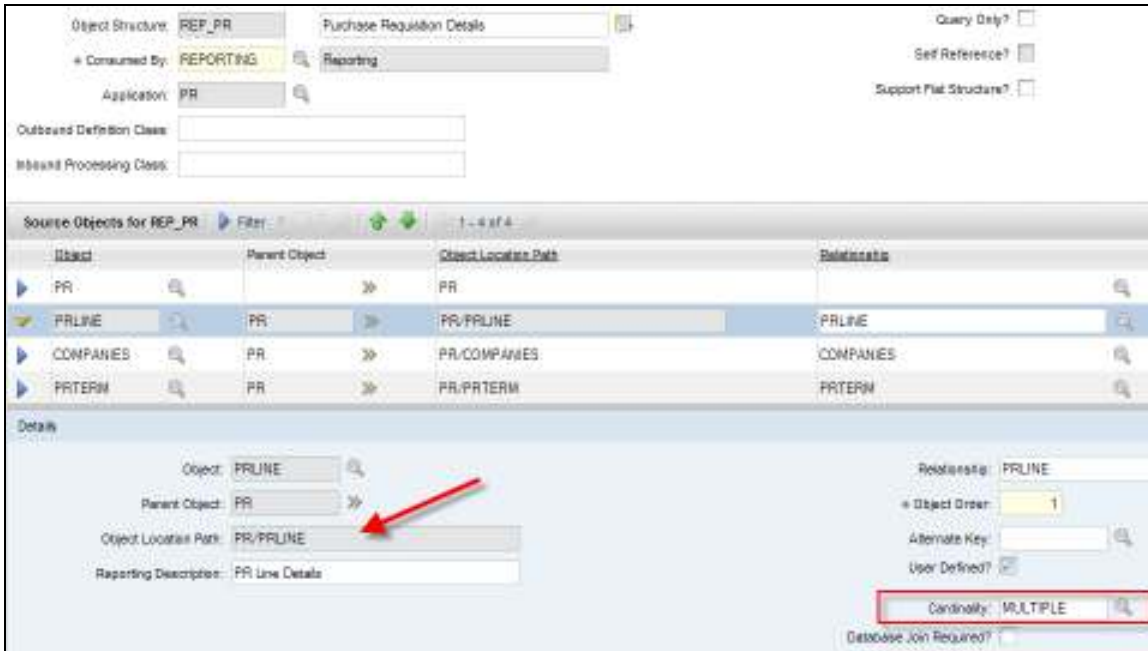 Object Structure: REP_PR Purchase Requisition Details Query Only?
* Consumed By: REPORTING Reporting Self Reference?
Application: PR Support Flat Structure?
Outbound Definition Class:
Inbound Processing Class:
Source Objects for REP_PR Filter 1 - 4 of 4
Object Parent Object Object Location Path Relationship
PR PR
PRLINE PR PR/PRLINE PRLINE
COMPANIES PR PR/COMPANIES COMPANIES
PRTERM PR PR/PRTERM PRTERM
Details
Object: PRLINE Relationship: PRLINE
Parent Object: PR * Object Order: 1
Object Location Path: PR/PRLINE Alternate Key:
Reporting Description: PR Line Details User Defined?
Cardinality: MULTIPLE
Database Join Required?